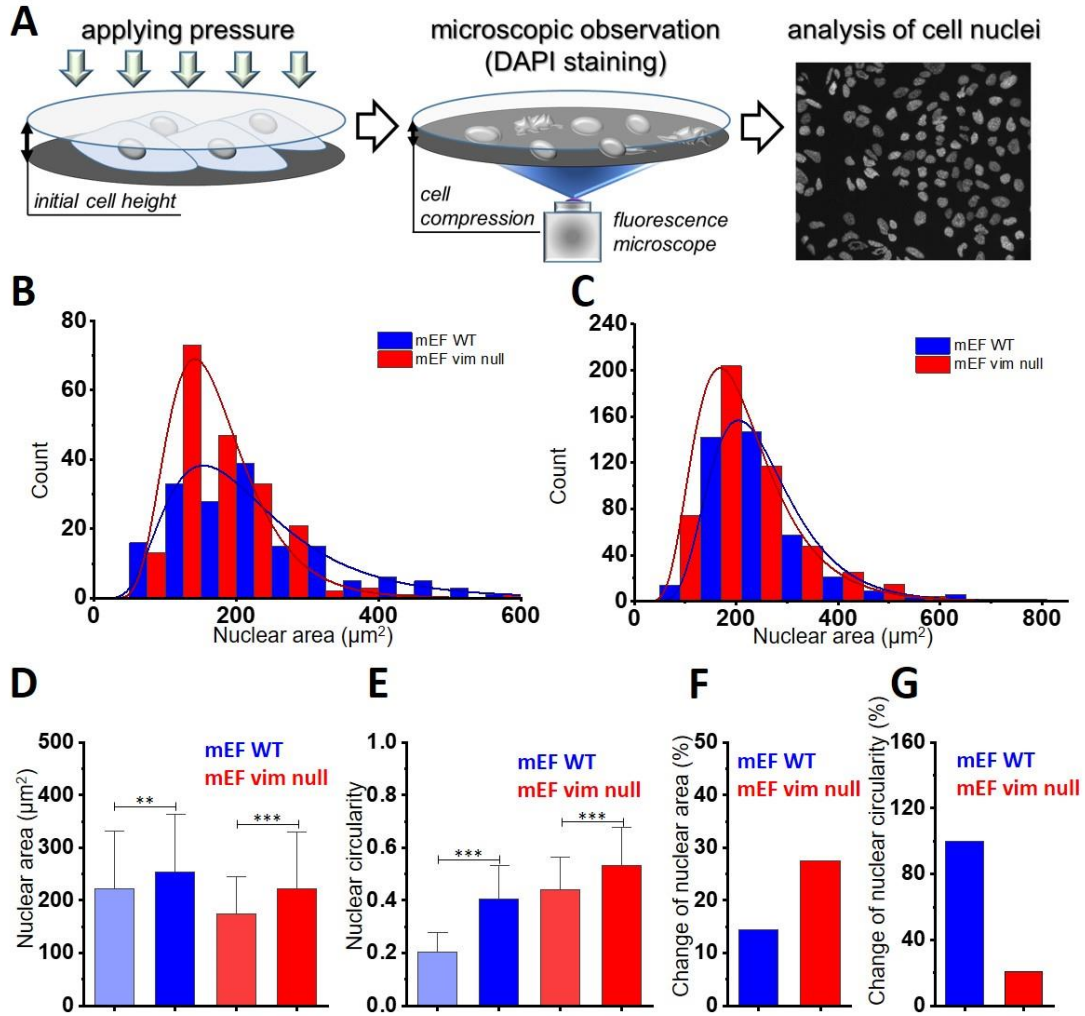 A
applying pressure
microscopic observation
(DAPI staining)
analysis of cell nuclei
initial cell height
cell
compression
fluorescence
microscope
B
80
60
40
20
0
Count
mEF WT
mEF vim null
0
200
400
600
Nuclear area (µm²)
C
240
200
160
120
80
40
0
Count
mEF WT
mEF vim null
0
200
400
600
800
Nuclear area (µm²)
D
500
400
300
200
100
0
Nuclear area (µm²)
mEF WT
mEF vim null
**
***
E
1.0
0.8
0.6
0.4
0.2
0.0
Nuclear circularity
mEF WT
mEF vim null
***
***
F
50
40
30
20
10
0
Change of nuclear area (%)
mEF WT
mEF vim null
G
160
120
80
40
0
Change of nuclear circularity (%)
mEF WT
mEF vim null